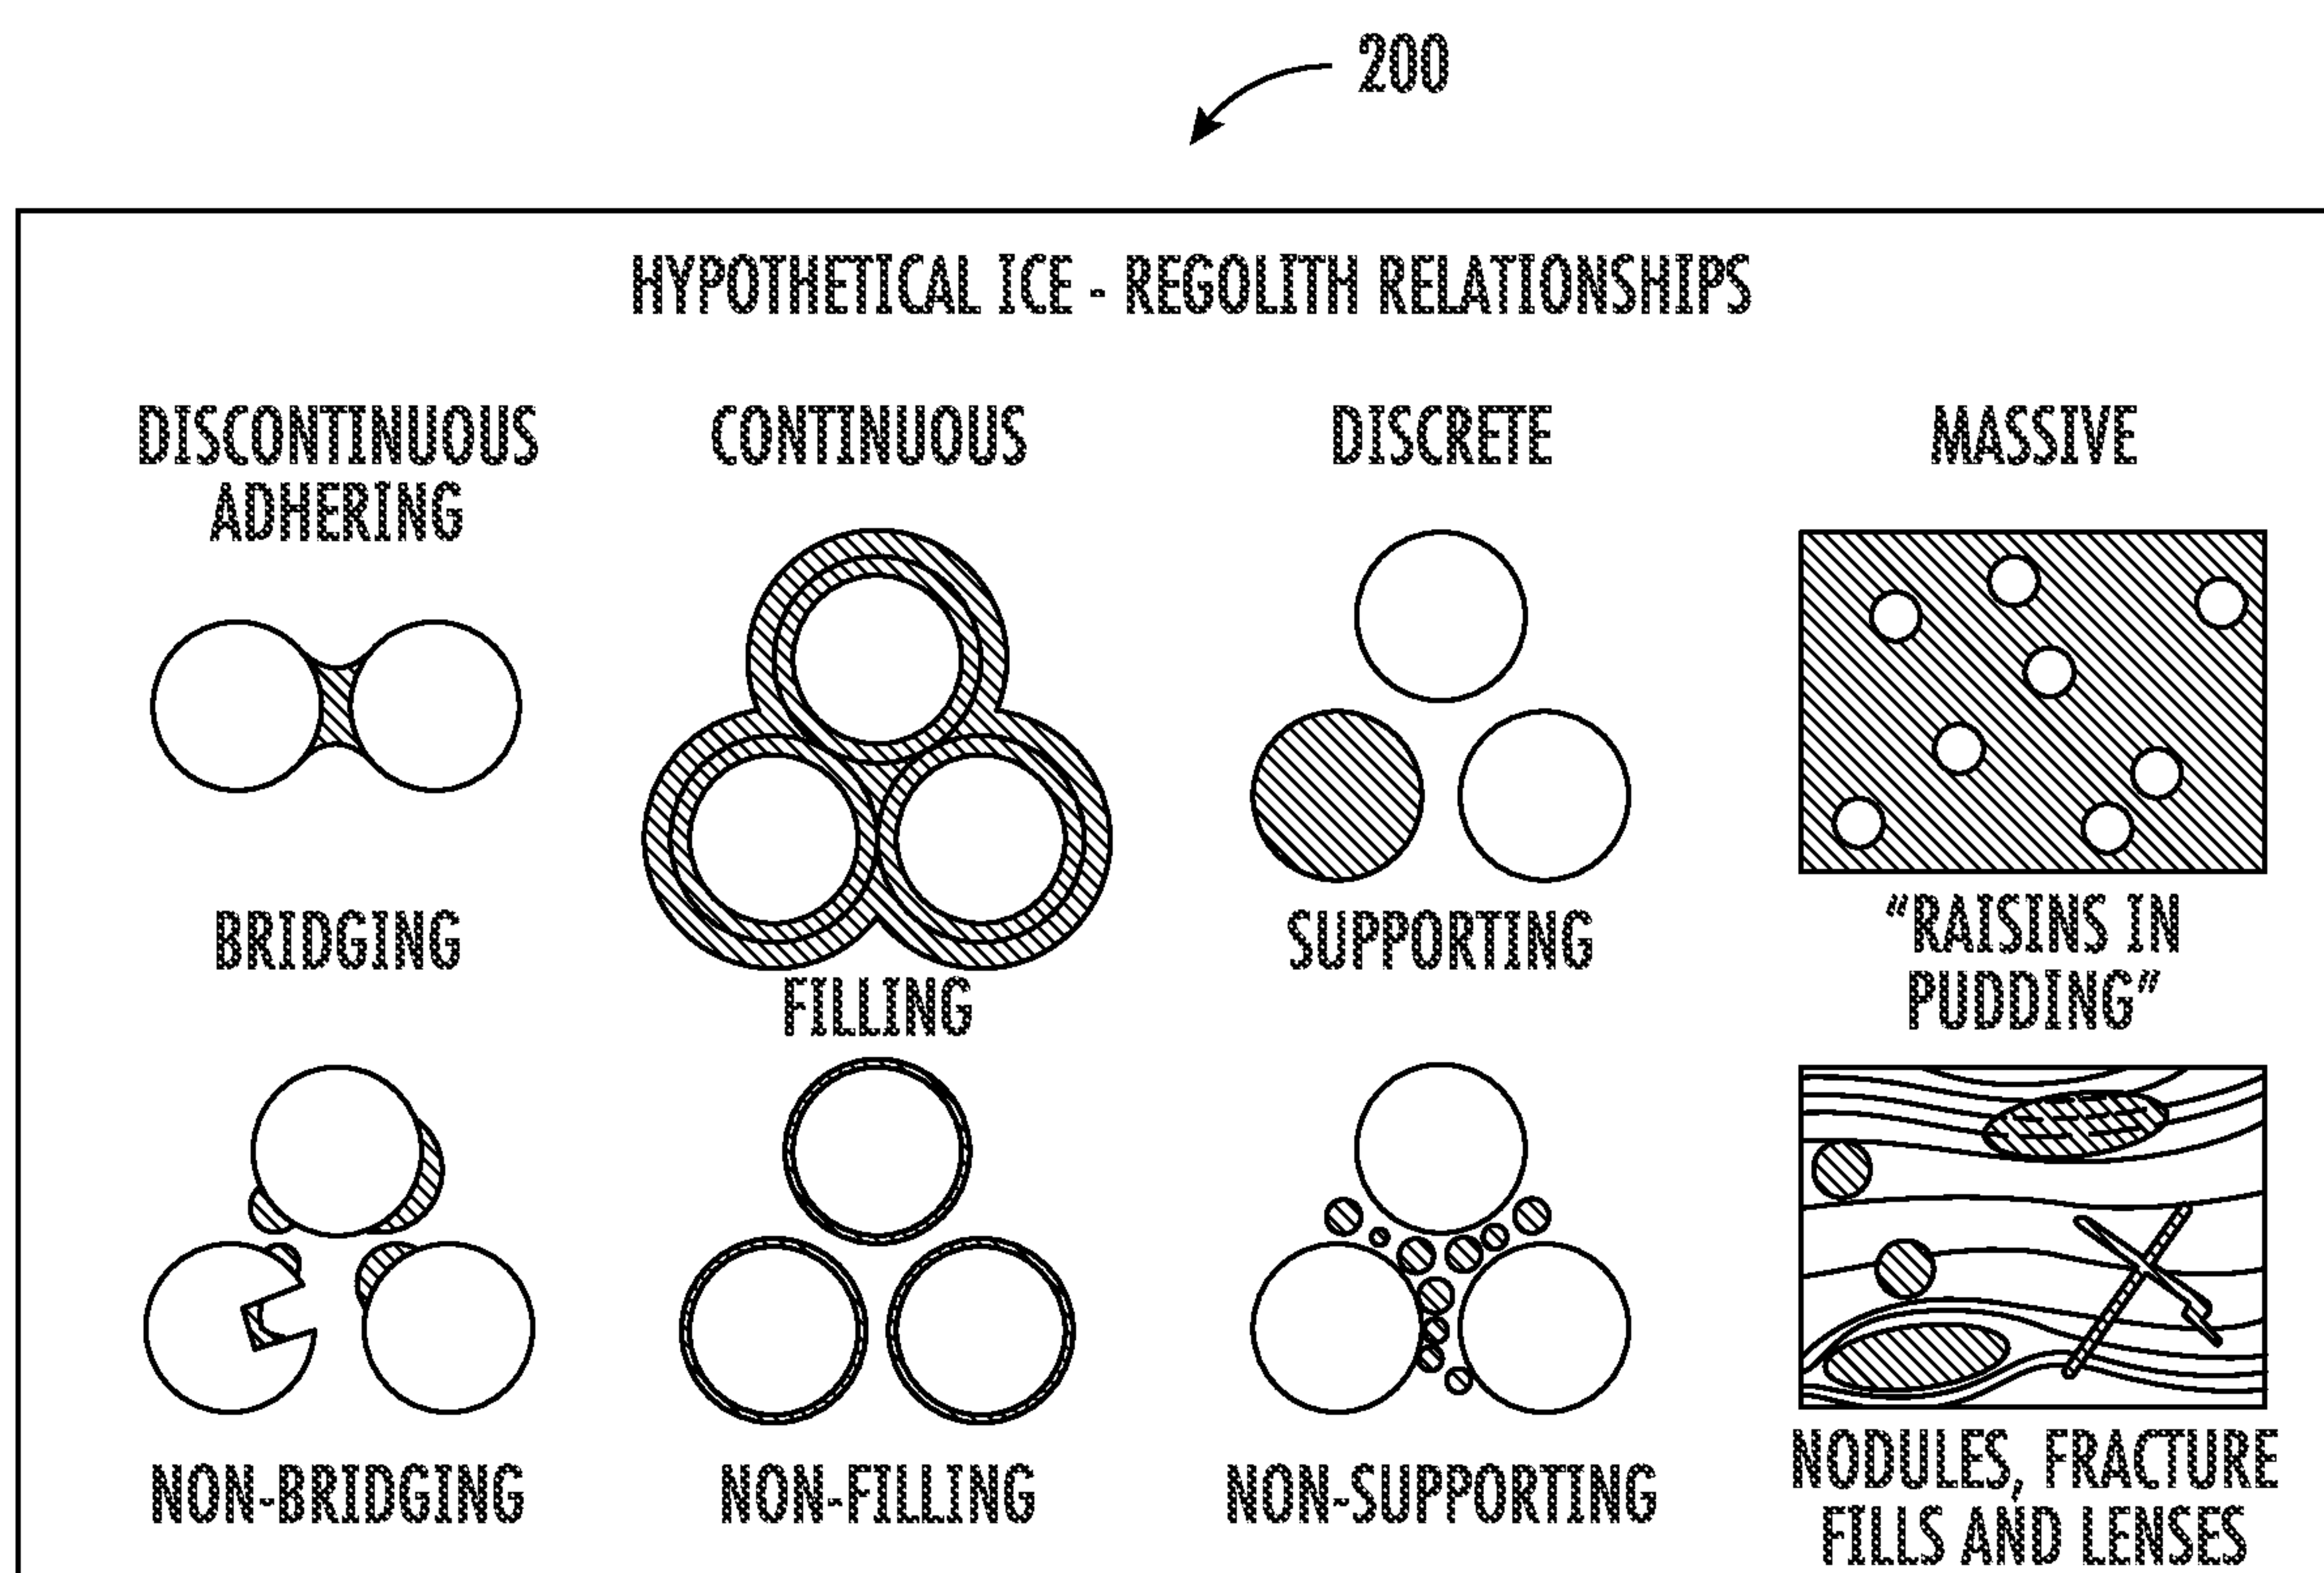 200
HYPOTHETICAL ICE - REGOLITH RELATIONSHIPS
DISCONTINUOUS
ADHERING
CONTINUOUS
DISCRETE
MASSIVE
BRIDGING
FILLING
SUPPORTING
"RAISINS IN
PUDDING"
NON-BRIDGING
NON-FILLING
NON-SUPPORTING
NODULES, FRACTURE
FILLS AND LENSES